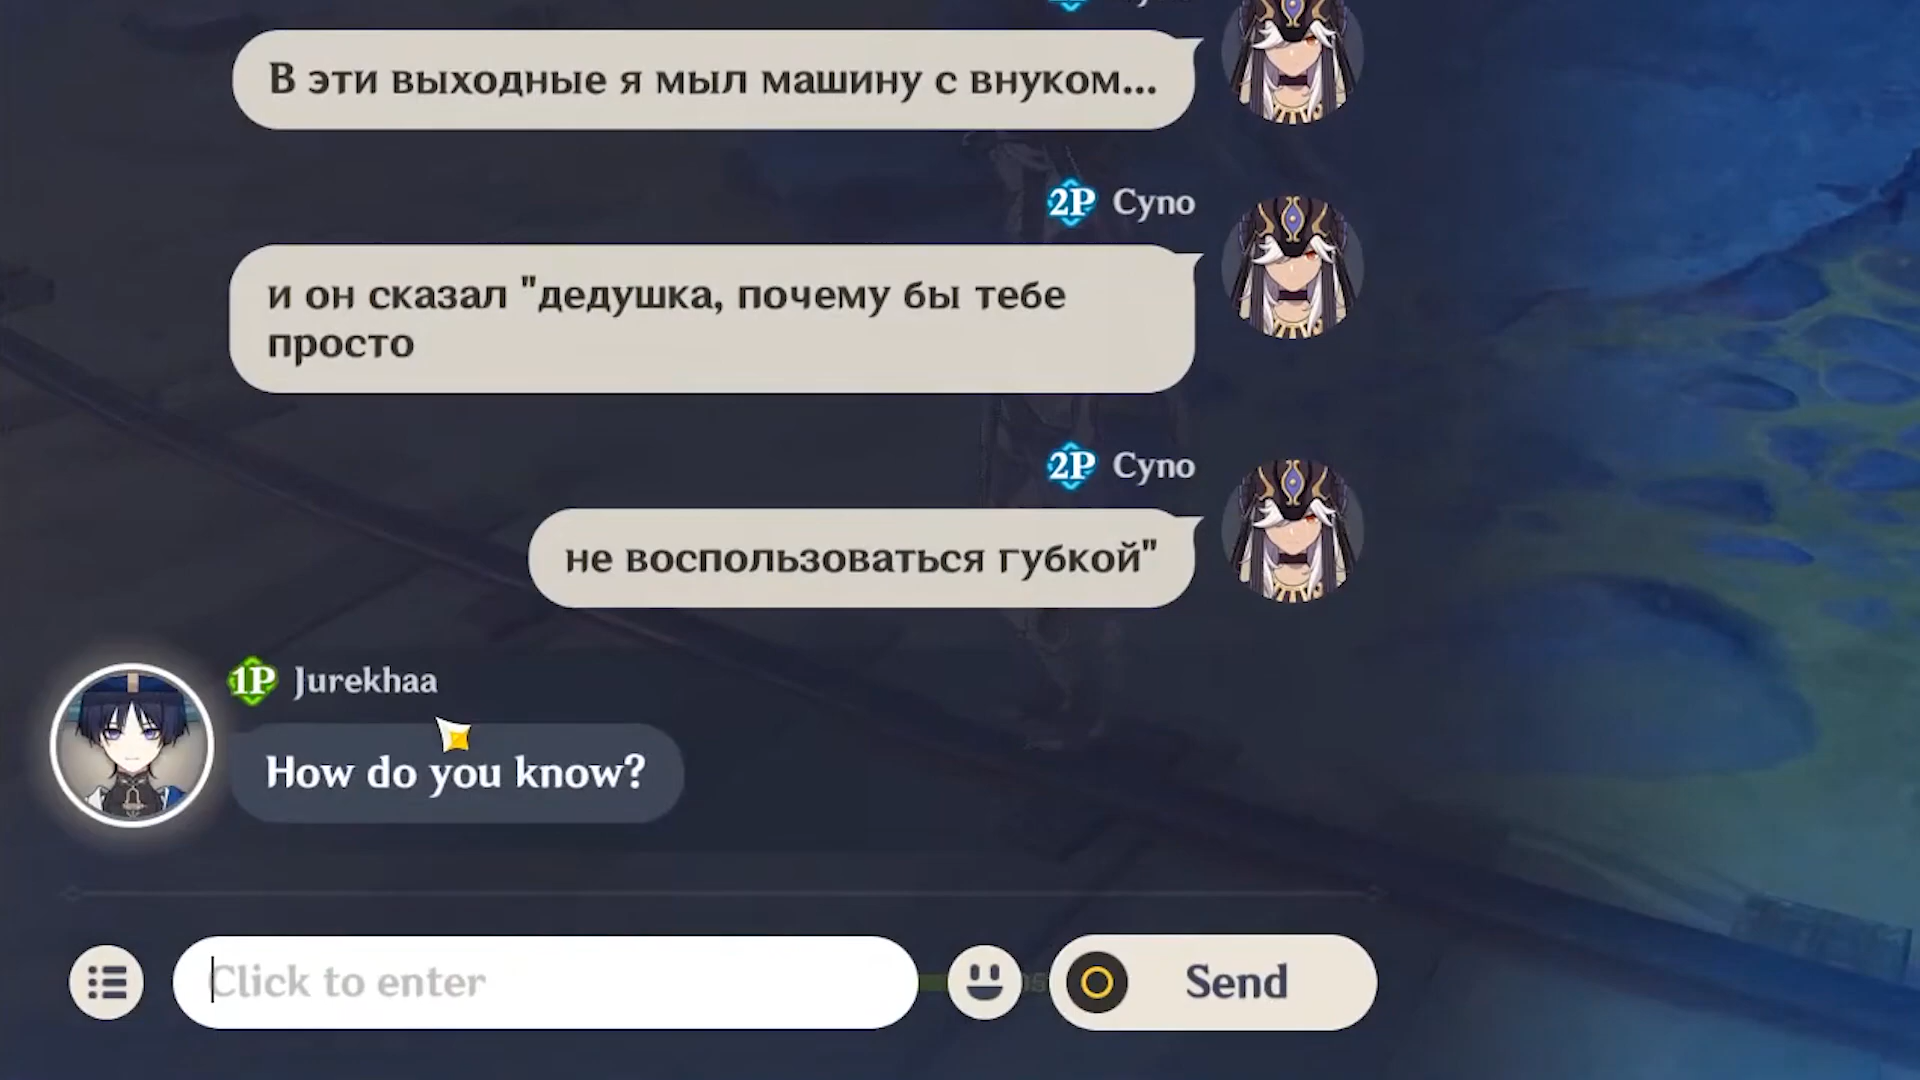 В эти выходные я мыл машину с внуком...
2P Cyno
и он сказал "дедушка, почему бы тебе
просто
2P Cyno
не воспользоваться губкой"
1P Jurekhaa
How do you know?
Click to enter
Send